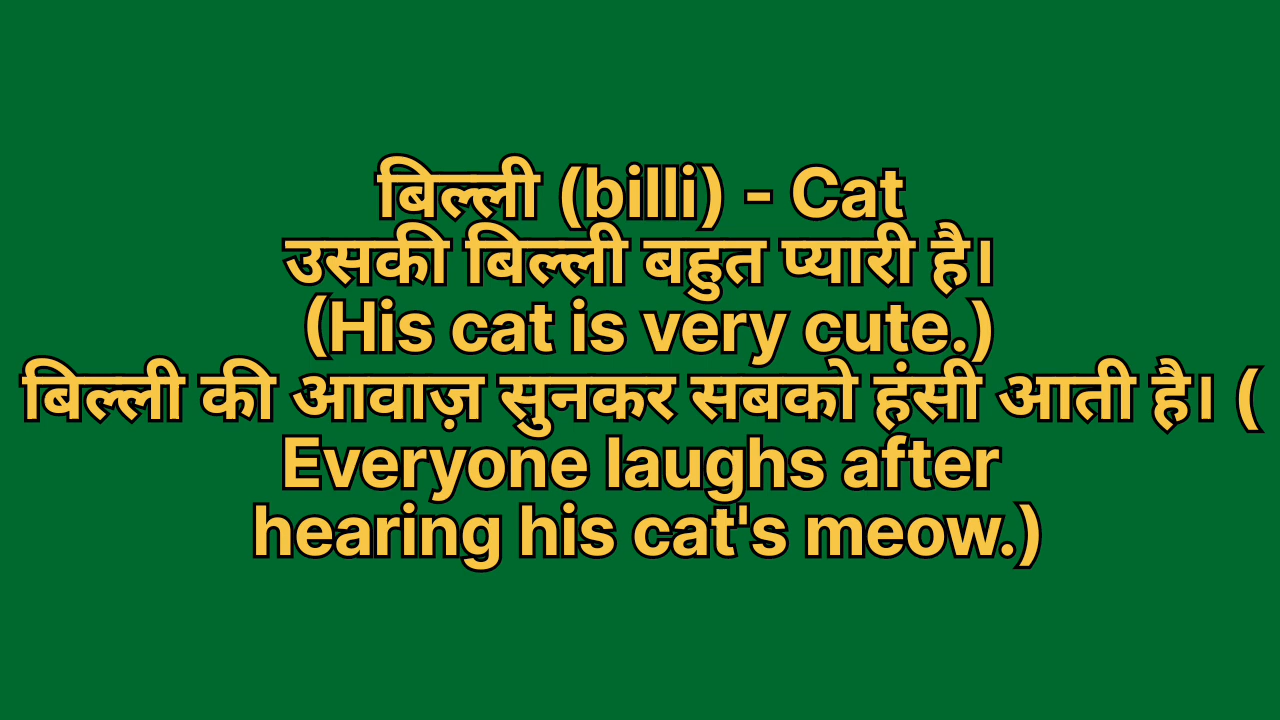 बिल्ली (billi) - Cat
उसकी बिल्ली बहुत प्यारी है।
(His cat is very cute.)
बिल्ली की आवाज़ सुनकर सबको हंसी आती है। (
Everyone laughs after
hearing his cat's meow.)